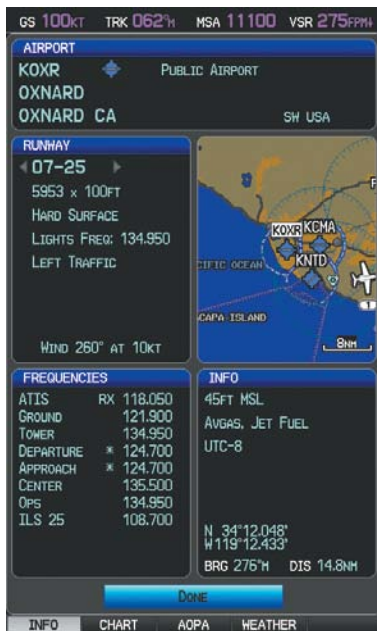 GS 100KT TRK 062°M MSA 11100 VSR 275FPM↓
AIRPORT
KOXR PUBLIC AIRPORT
OXNARD
OXNARD CA SW USA
RUNWAY
07-25
5953 x 100FT
HARD SURFACE
LIGHTS FREQ: 134.950
LEFT TRAFFIC
WIND 260° AT 10KT
KOXR KCMA
KNTD
CIFIC OCEAN
1
ACAPA ISLAND
8NM
FREQUENCIES
ATIS RX 118.050
GROUND 121.900
TOWER 134.950
DEPARTURE * 124.700
APPROACH * 124.700
CENTER 135.500
OPS 134.950
ILS 25 108.700
INFO
45FT MSL
AVGAS, JET FUEL
UTC-8
N 34°12.048'
W119°12.433'
BRG 276°M DIS 14.8NM
DONE
INFO CHART AOPA WEATHER